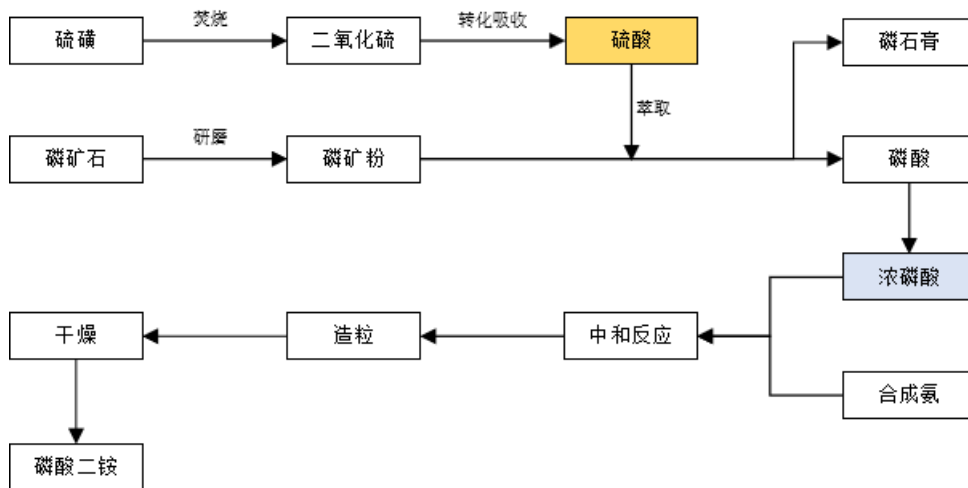 焚烧
转化吸收
硫磺
二氧化硫
硫酸
磷石膏
萃取
研磨
磷矿石
磷矿粉
磷酸
浓磷酸
干燥
造粒
中和反应
合成氨
磷酸二铵